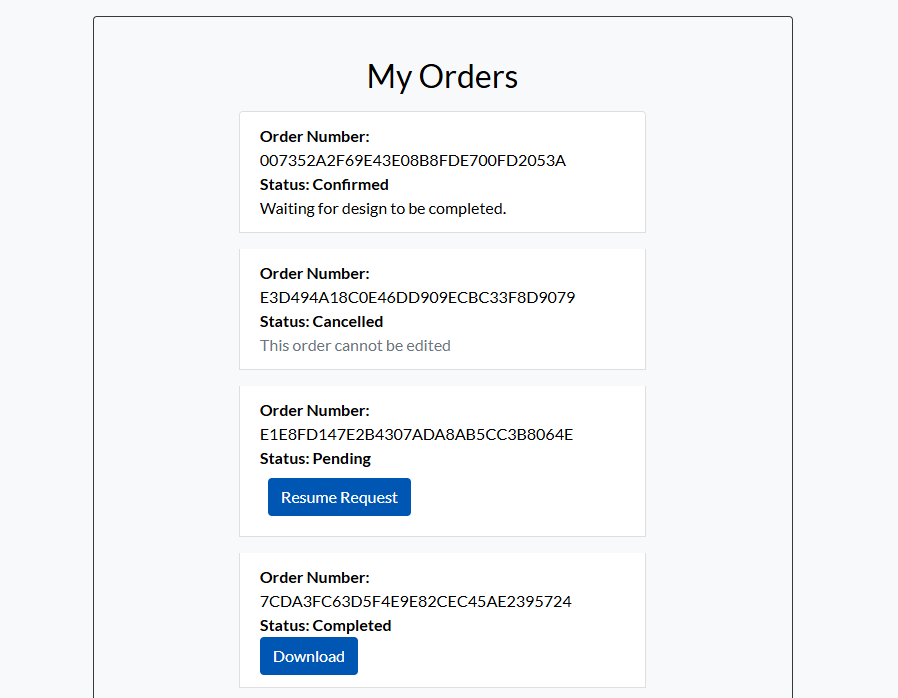 My Orders
Order Number:
007352A2F69E43E08B8FDE700FD2053A
Status: Confirmed
Waiting for design to be completed.
Order Number:
E3D494A18C0E46DD909ECBC33F8D9079
Status: Cancelled
This order cannot be edited
Order Number:
E1E8FD147E2B4307ADA8AB5CC3B8064E
Status: Pending
Resume Request
Order Number:
7CDA3FC63D5F4E9E82CEC45AE2395724
Status: Completed
Download